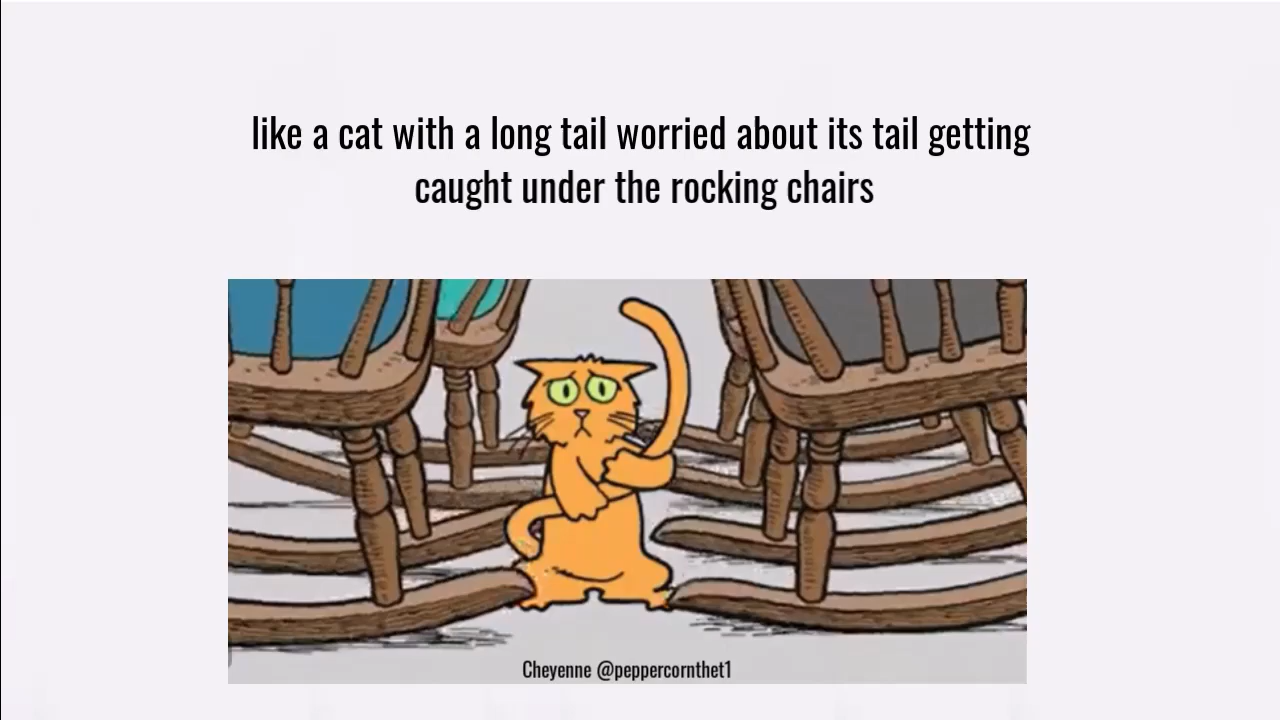 like a cat with a long tail worried about its tail getting
caught under the rocking chairs
Cheyenne @peppercornthet1